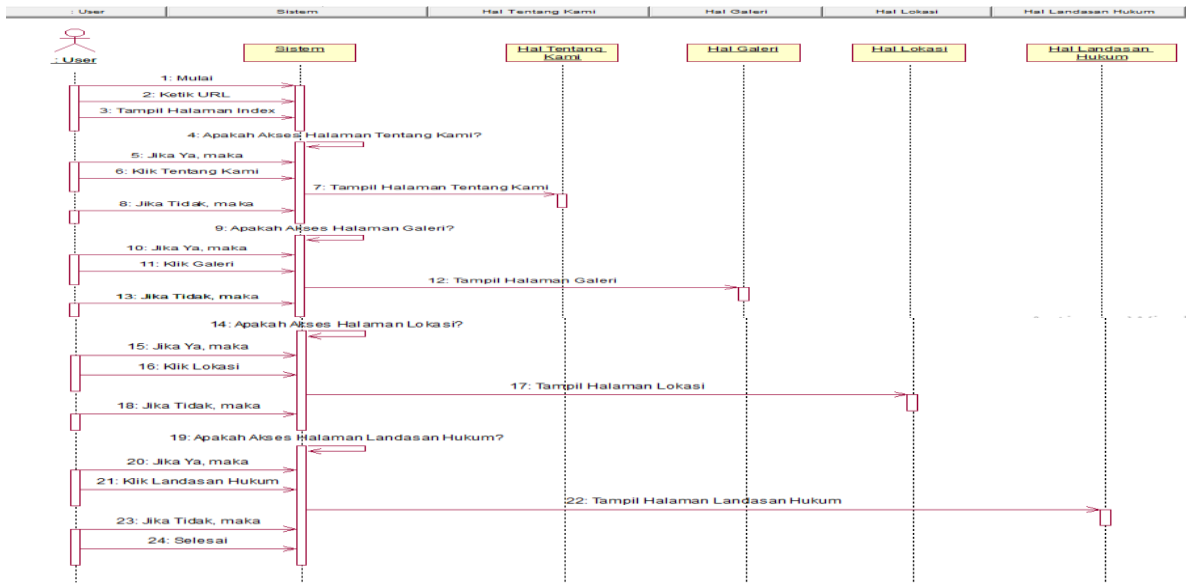 : User
Sistem
Hal Tentang Kami
Hal Galeri
Hal Lokasi
Hal Landasan Hukum
: User
Sistem
Hal Tentang
Kami
Hal Galeri
Hal Lokasi
Hal Landasan
Hukum
1: Mulai
2: Ketik URL
3: Tampil Halaman Index
4: Apakah Akses Halaman Tentang Kami?
5: Jika Ya, maka
6: Klik Tentang Kami
7: Tampil Halaman Tentang Kami
8: Jika Tidak, maka
9: Apakah Akses Halaman Galeri?
10: Jika Ya, maka
11: Klik Galeri
12: Tampil Halaman Galeri
13: Jika Tidak, maka
14: Apakah Akses Halaman Lokasi?
15: Jika Ya, maka
16: Klik Lokasi
17: Tampil Halaman Lokasi
18: Jika Tidak, maka
19: Apakah Akses Halaman Landasan Hukum?
20: Jika Ya, maka
21: Klik Landasan Hukum
22: Tampil Halaman Landasan Hukum
23: Jika Tidak, maka
24: Selesai